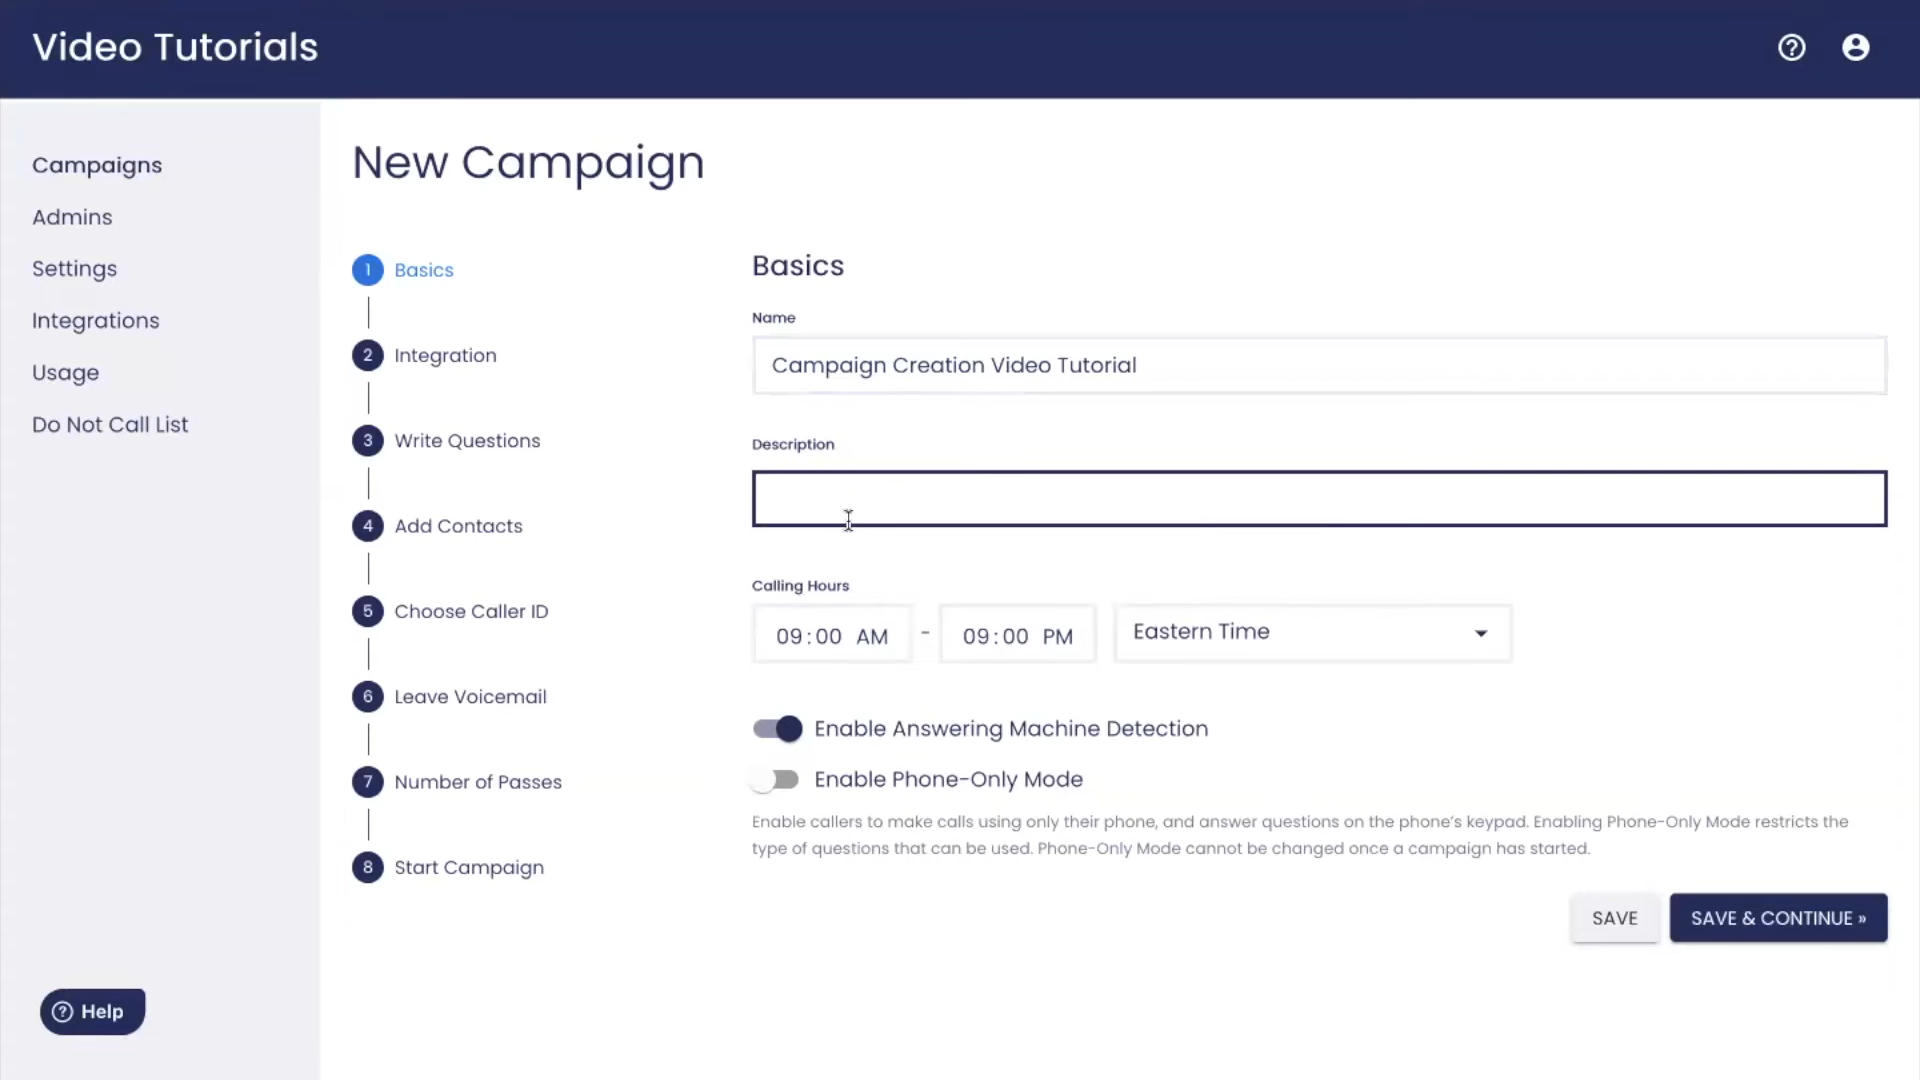 Video Tutorials
Campaigns
Admins
Settings
Integrations
Usage
Do Not Call List
Help
New Campaign
1 Basics
2 Integration
3 Write Questions
4 Add Contacts
5 Choose Caller ID
6 Leave Voicemail
7 Number of Passes
8 Start Campaign
Basics
Name
Campaign Creation Video Tutorial
Description
Calling Hours
09:00 AM - 09:00 PM Eastern Time
Enable Answering Machine Detection
Enable Phone-Only Mode
Enable callers to make calls using only their phone, and answer questions on the phone's keypad. Enabling Phone-Only Mode restricts the
type of questions that can be used. Phone-Only Mode cannot be changed once a campaign has started.
SAVE SAVE & CONTINUE »